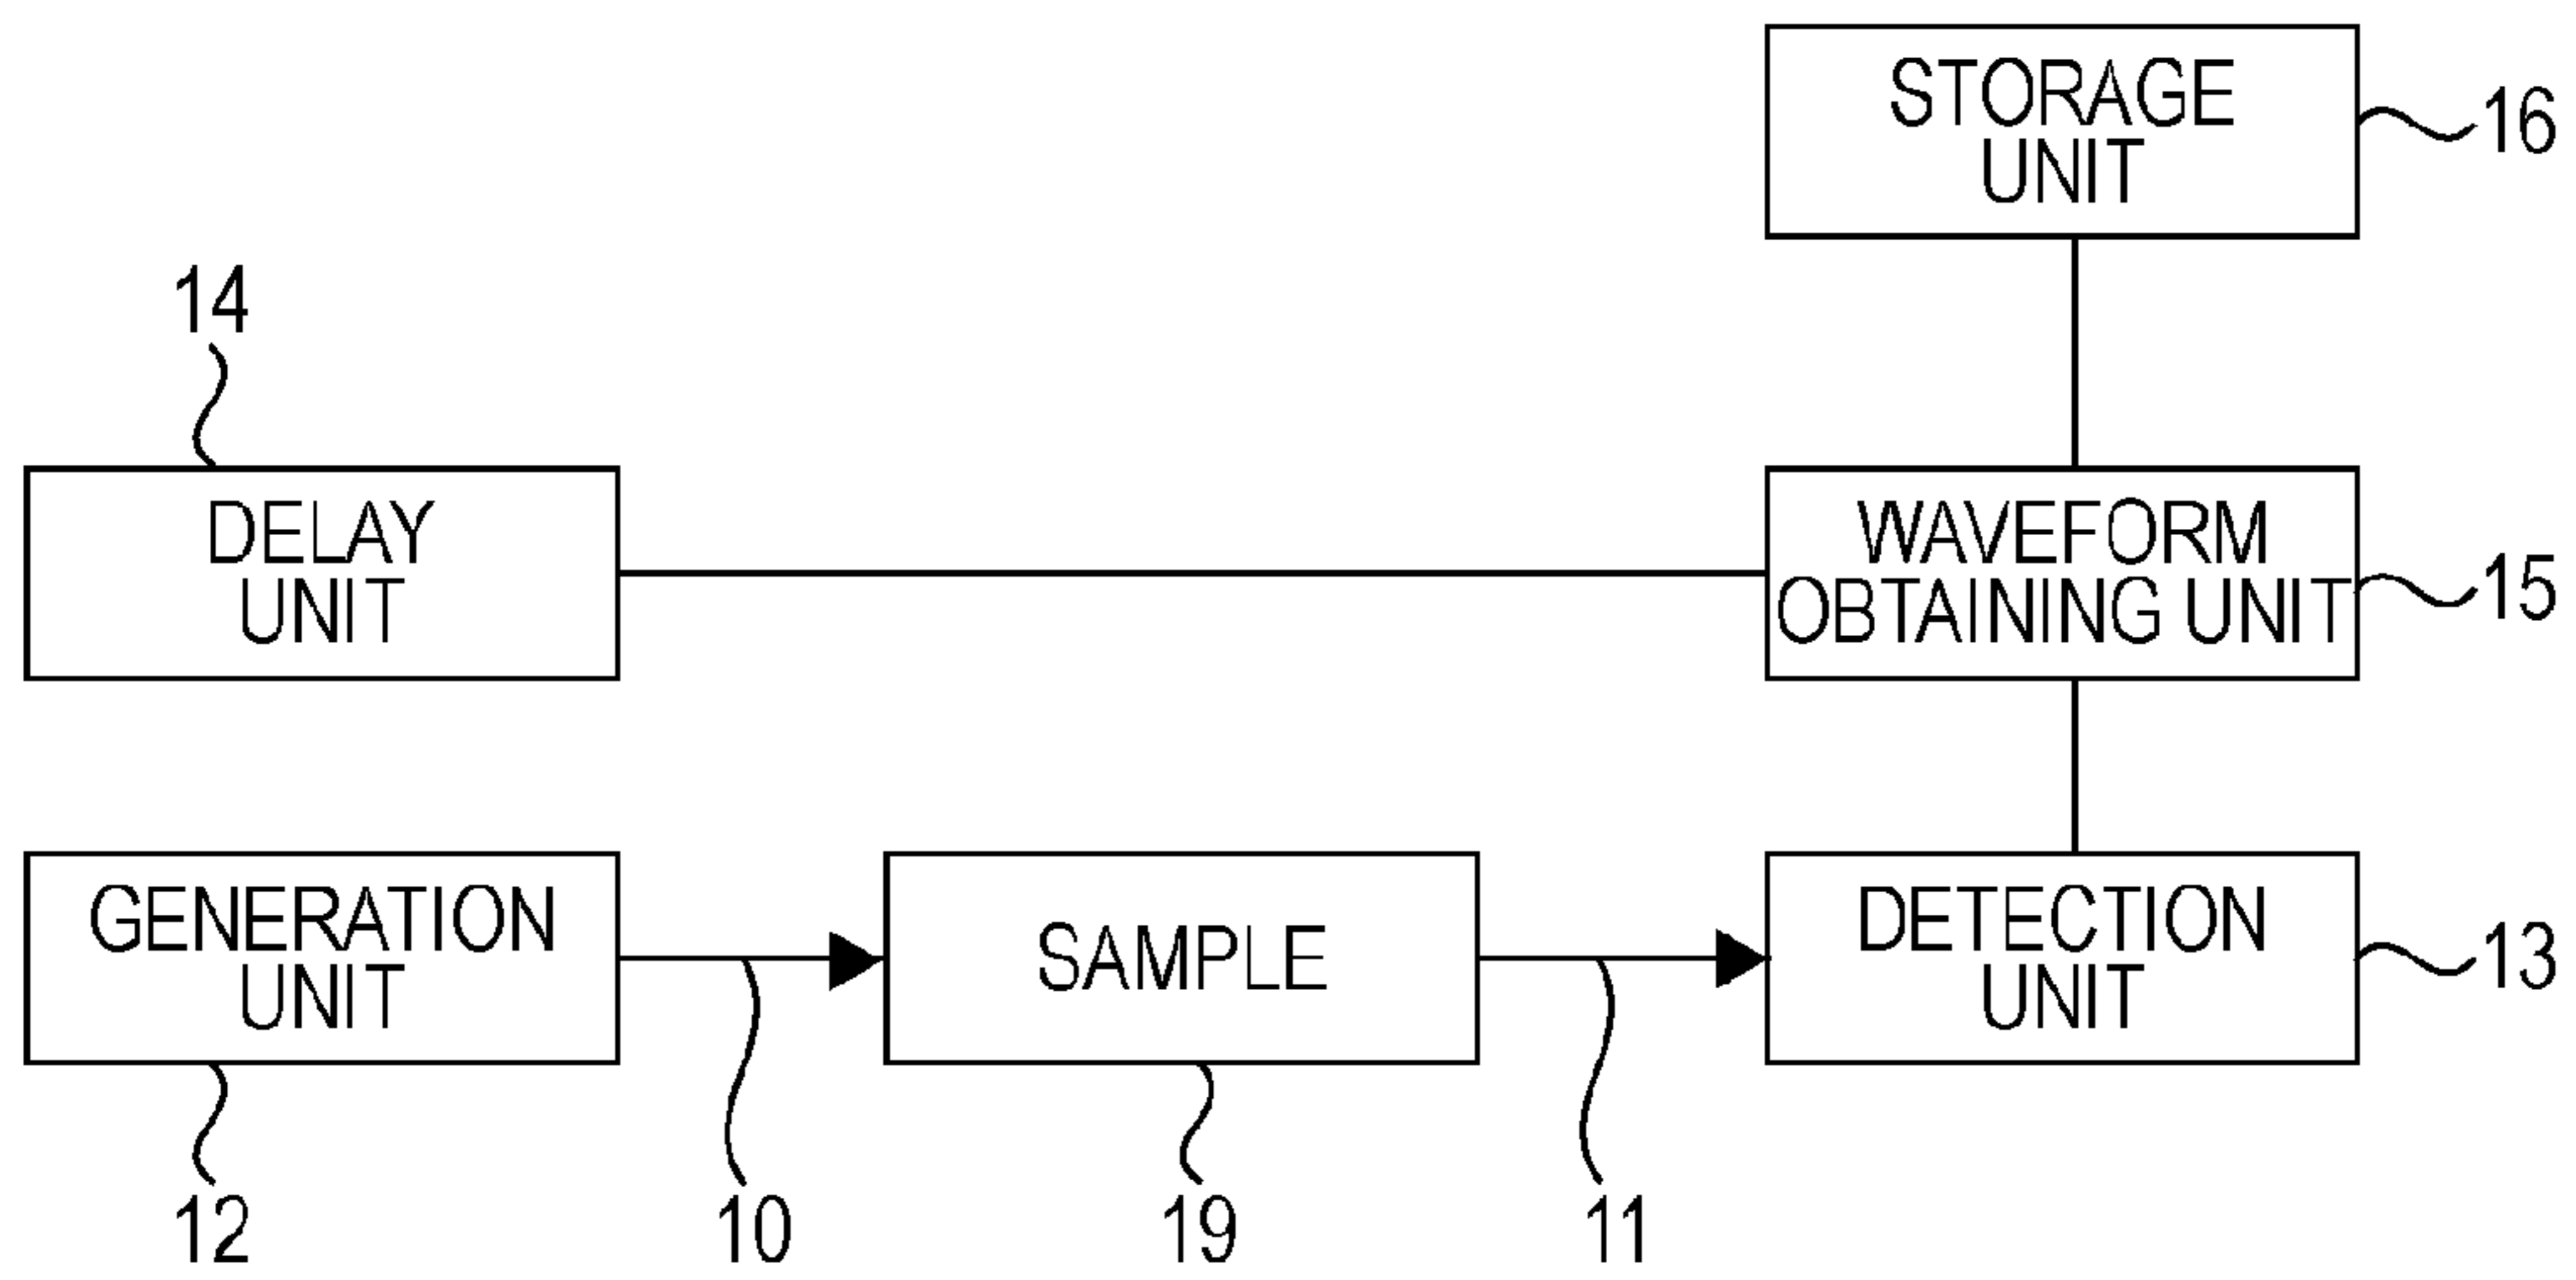 STORAGE
UNIT
16
14
DELAY
UNIT
WAVEFORM
OBTAINING UNIT
15
GENERATION
UNIT
SAMPLE
DETECTION
UNIT
13
12
10
19
11